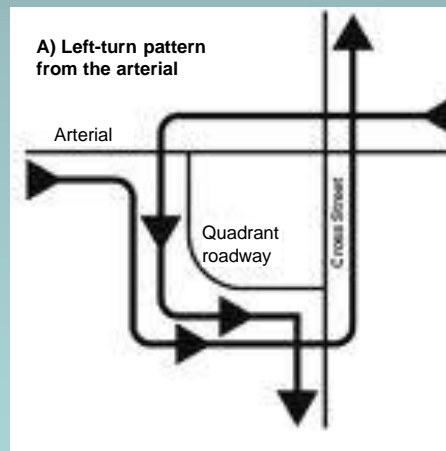 A) Left-turn pattern
from the arterial
Arterial
Quadrant
roadway
Cross Street